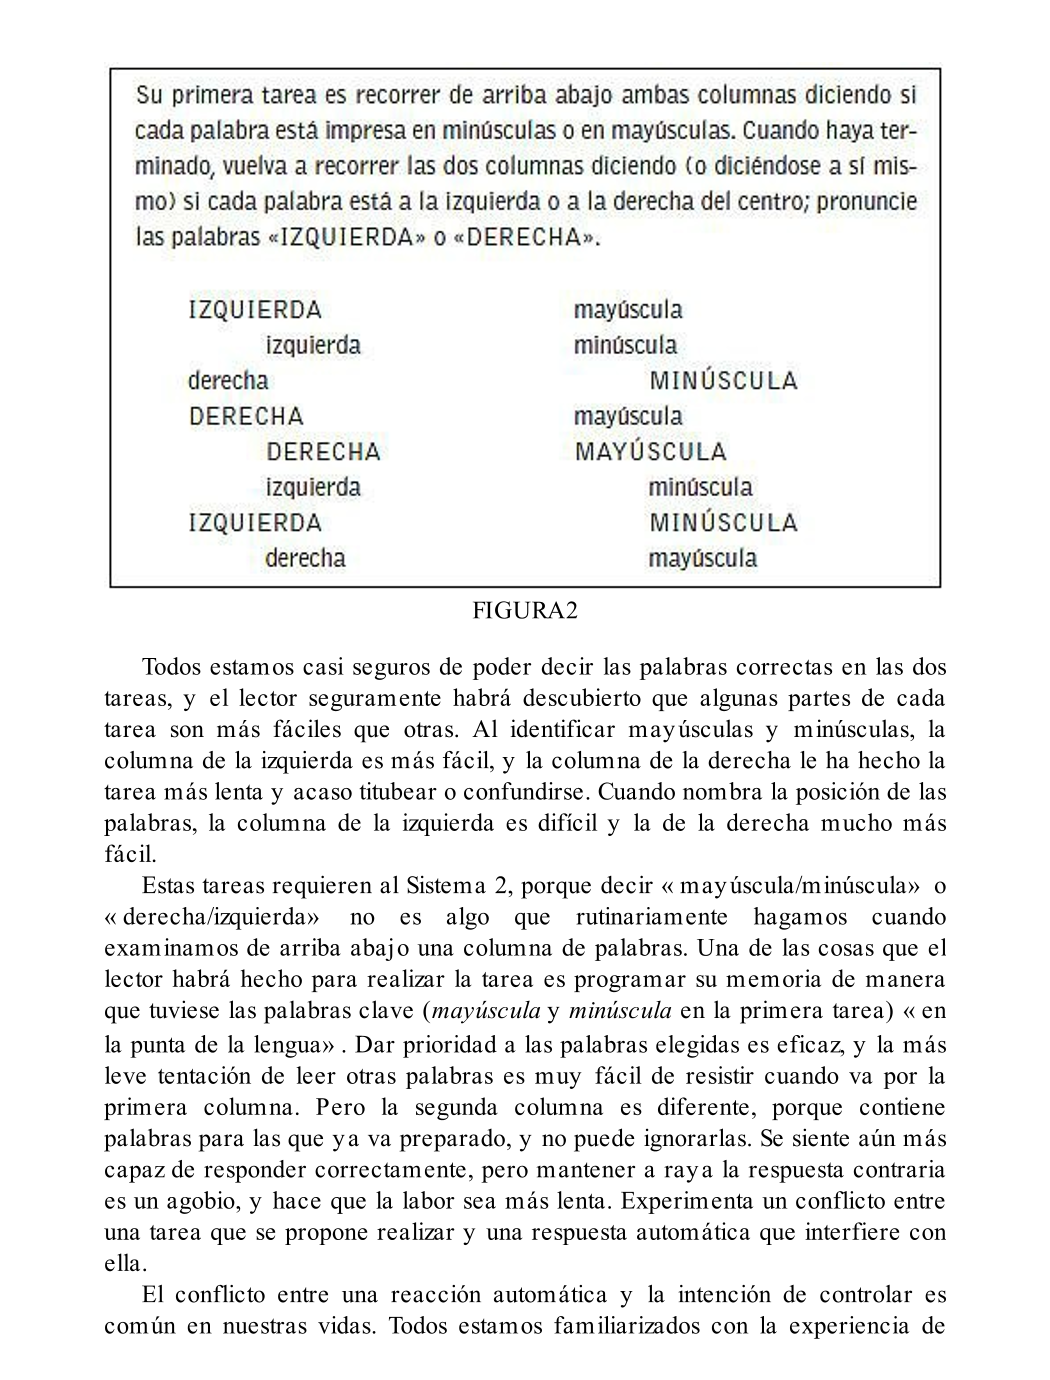 Su primera tarea es recorrer de arriba abajo ambas columnas diciendo si
cada palabra está impresa en minúsculas o en mayúsculas. Cuando haya ter-
minado, vuelva a recorrer las dos columnas diciendo (o diciéndose a sí mis-
mo) si cada palabra está a la izquierda o a la derecha del centro; pronuncie
las palabras «IZQUIERDA» o «DERECHA».
IZQUIERDA mayúscula
izquierda minúscula
derecha MINÚSCULA
DERECHA mayúscula
DERECHA MAYÚSCULA
izquierda minúscula
IZQUIERDA MINÚSCULA
derecha mayúscula
FIGURA2
Todos estamos casi seguros de poder decir las palabras correctas en las dos
tareas, y el lector seguramente habrá descubierto que algunas partes de cada
tarea son más fáciles que otras. Al identificar mayúsculas y minúsculas, la
columna de la izquierda es más fácil, y la columna de la derecha le ha hecho la
tarea más lenta y acaso titubear o confundirse. Cuando nombra la posición de las
palabras, la columna de la izquierda es difícil y la de la derecha mucho más
fácil.
Estas tareas requieren al Sistema 2, porque decir «mayúscula/minúscula» o
«derecha/izquierda» no es algo que rutinariamente hagamos cuando
examinamos de arriba abajo una columna de palabras. Una de las cosas que el
lector habrá hecho para realizar la tarea es programar su memoria de manera
que tuviese las palabras clave (mayúscula y minúscula en la primera tarea) «en
la punta de la lengua». Dar prioridad a las palabras elegidas es eficaz, y la más
leve tentación de leer otras palabras es muy fácil de resistir cuando va por la
primera columna. Pero la segunda columna es diferente, porque contiene
palabras para las que ya va preparado, y no puede ignorarlas. Se siente aún más
capaz de responder correctamente, pero mantener a raya la respuesta contraria
es un agobio, y hace que la labor sea más lenta. Experimenta un conflicto entre
una tarea que se propone realizar y una respuesta automática que interfiere con
ella.
El conflicto entre una reacción automática y la intención de controlar es
común en nuestras vidas. Todos estamos familiarizados con la experiencia de